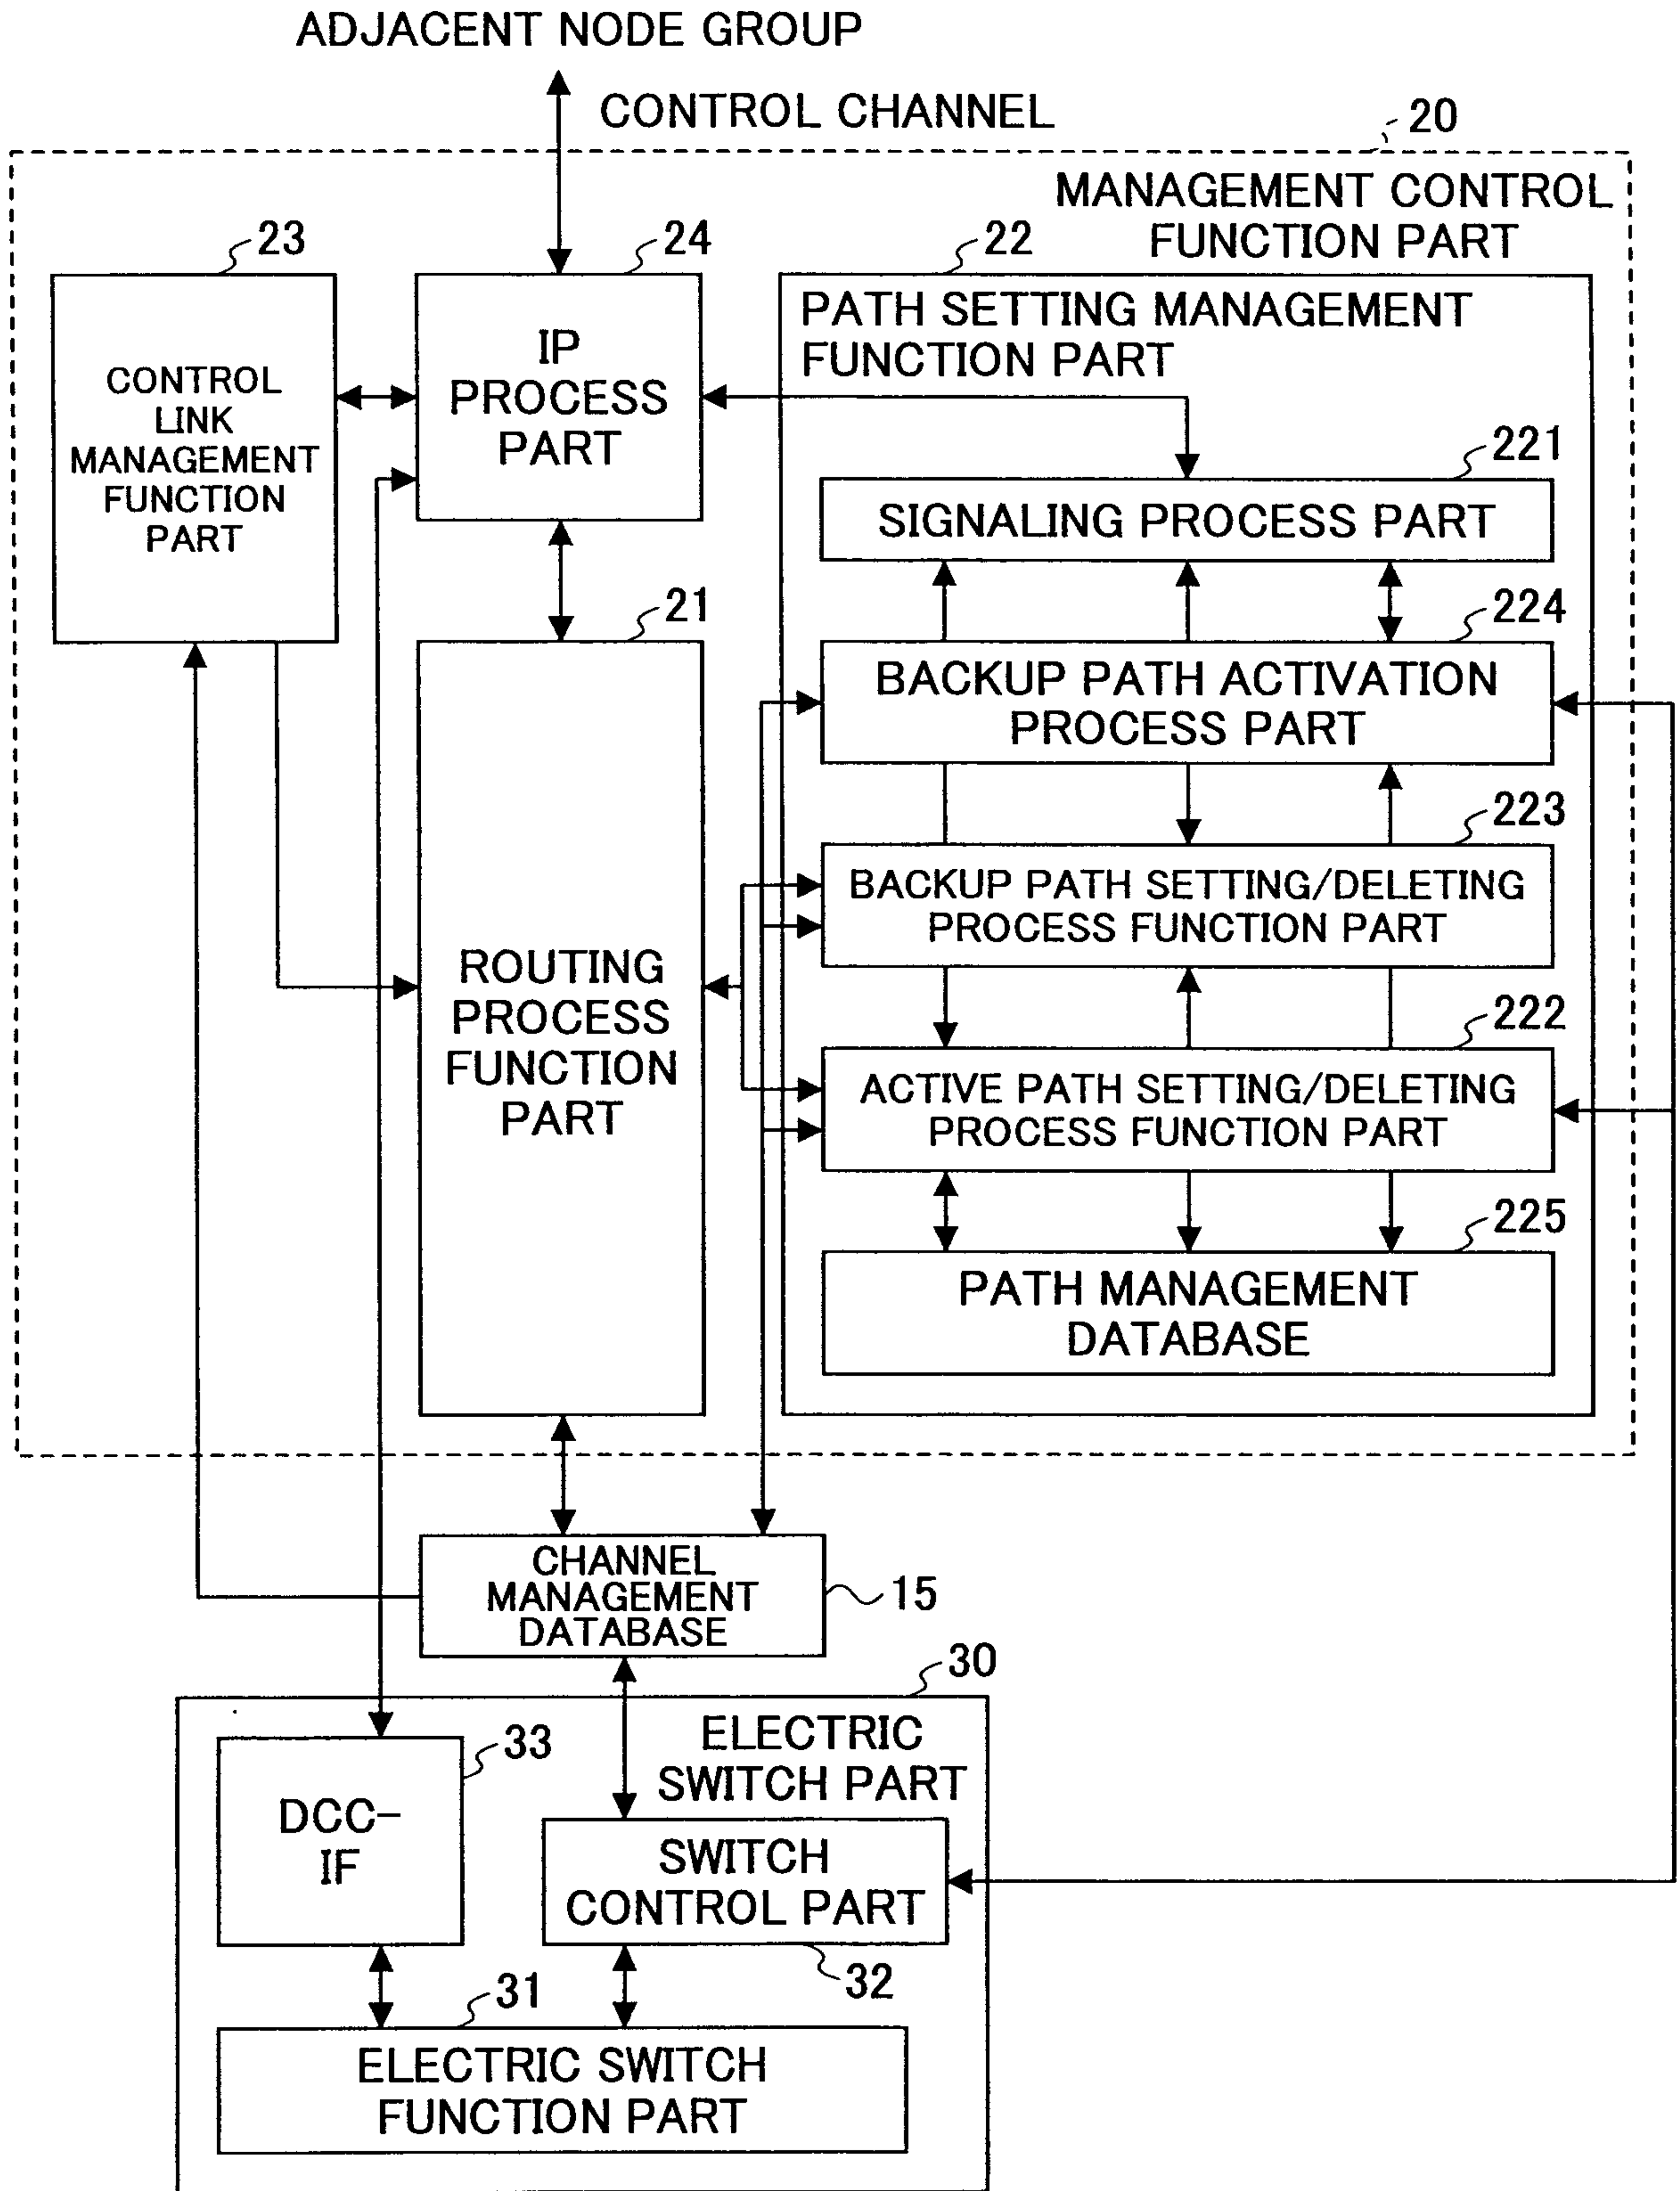 ADJACENT NODE GROUP
CONTROL CHANNEL
20
MANAGEMENT CONTROL
FUNCTION PART
23
24
22
CONTROL
LINK
MANAGEMENT
FUNCTION
PART
IP
PROCESS
PART
PATH SETTING MANAGEMENT
FUNCTION PART
221
SIGNALING PROCESS PART
21
224
BACKUP PATH ACTIVATION
PROCESS PART
223
BACKUP PATH SETTING/DELETING
PROCESS FUNCTION PART
ROUTING
PROCESS
FUNCTION
PART
222
ACTIVE PATH SETTING/DELETING
PROCESS FUNCTION PART
225
PATH MANAGEMENT
DATABASE
CHANNEL
MANAGEMENT
DATABASE
15
30
ELECTRIC
SWITCH PART
33
DCC-
IF
SWITCH
CONTROL PART
32
31
ELECTRIC SWITCH
FUNCTION PART